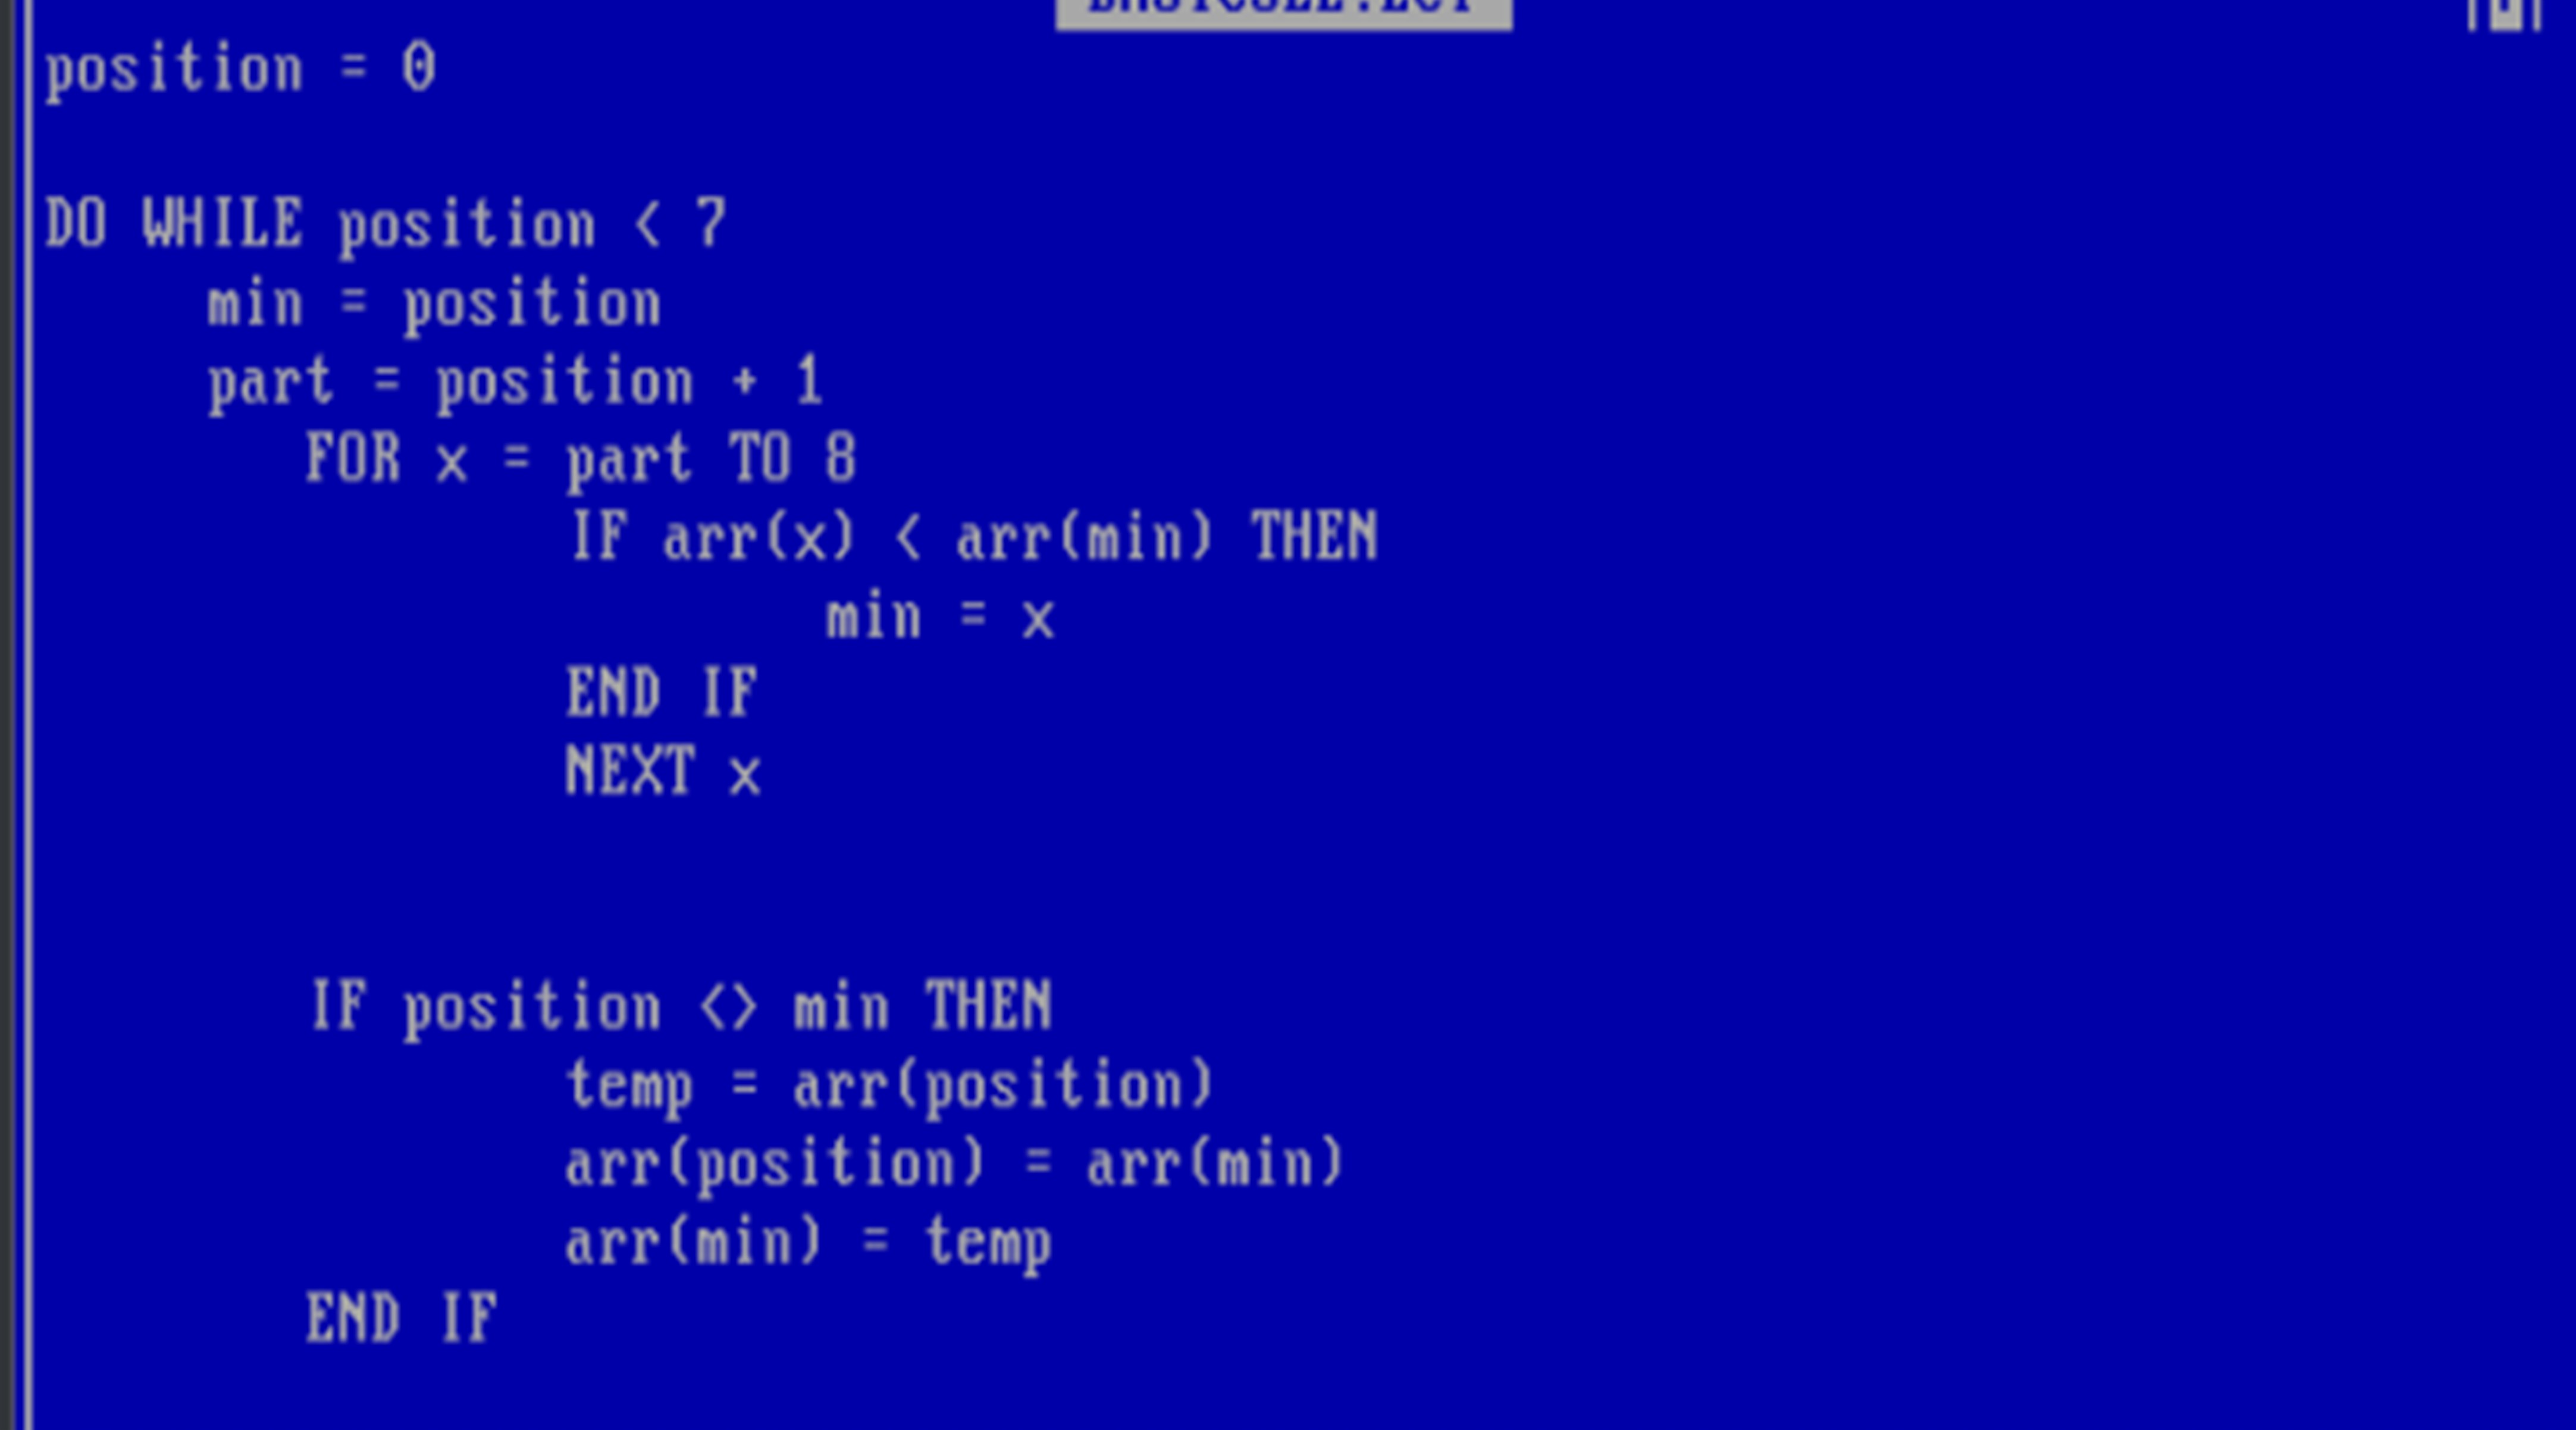 position = 0
DO WHILE position < 7
min = position
part = position + 1
FOR x = part TO 8
IF arr(x) < arr(min) THEN
min = x
END IF
NEXT x
IF position <> min THEN
temp = arr(position)
arr(position) = arr(min)
arr(min) = temp
END IF